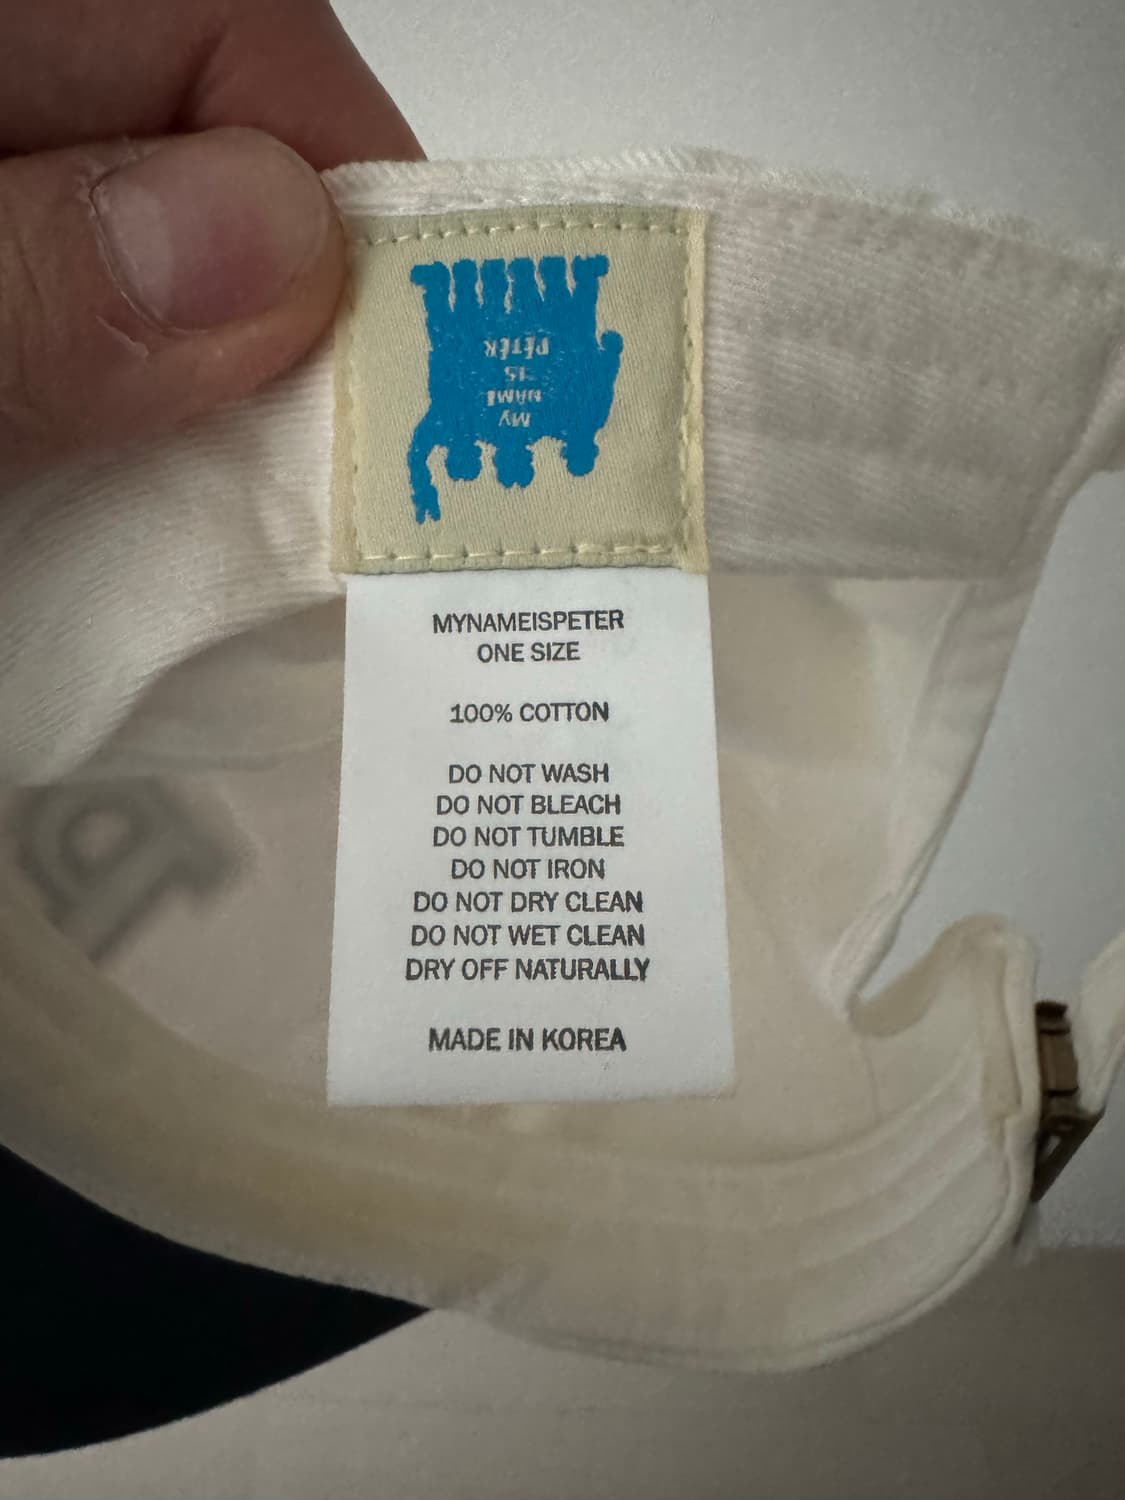 My
NAME
IS
PETER
MYNAMEISPETER
ONE SIZE
100% COTTON
DO NOT WASH
DO NOT BLEACH
DO NOT TUMBLE
DO NOT IRON
DO NOT DRY CLEAN
DO NOT WET CLEAN
DRY OFF NATURALLY
MADE IN KOREA